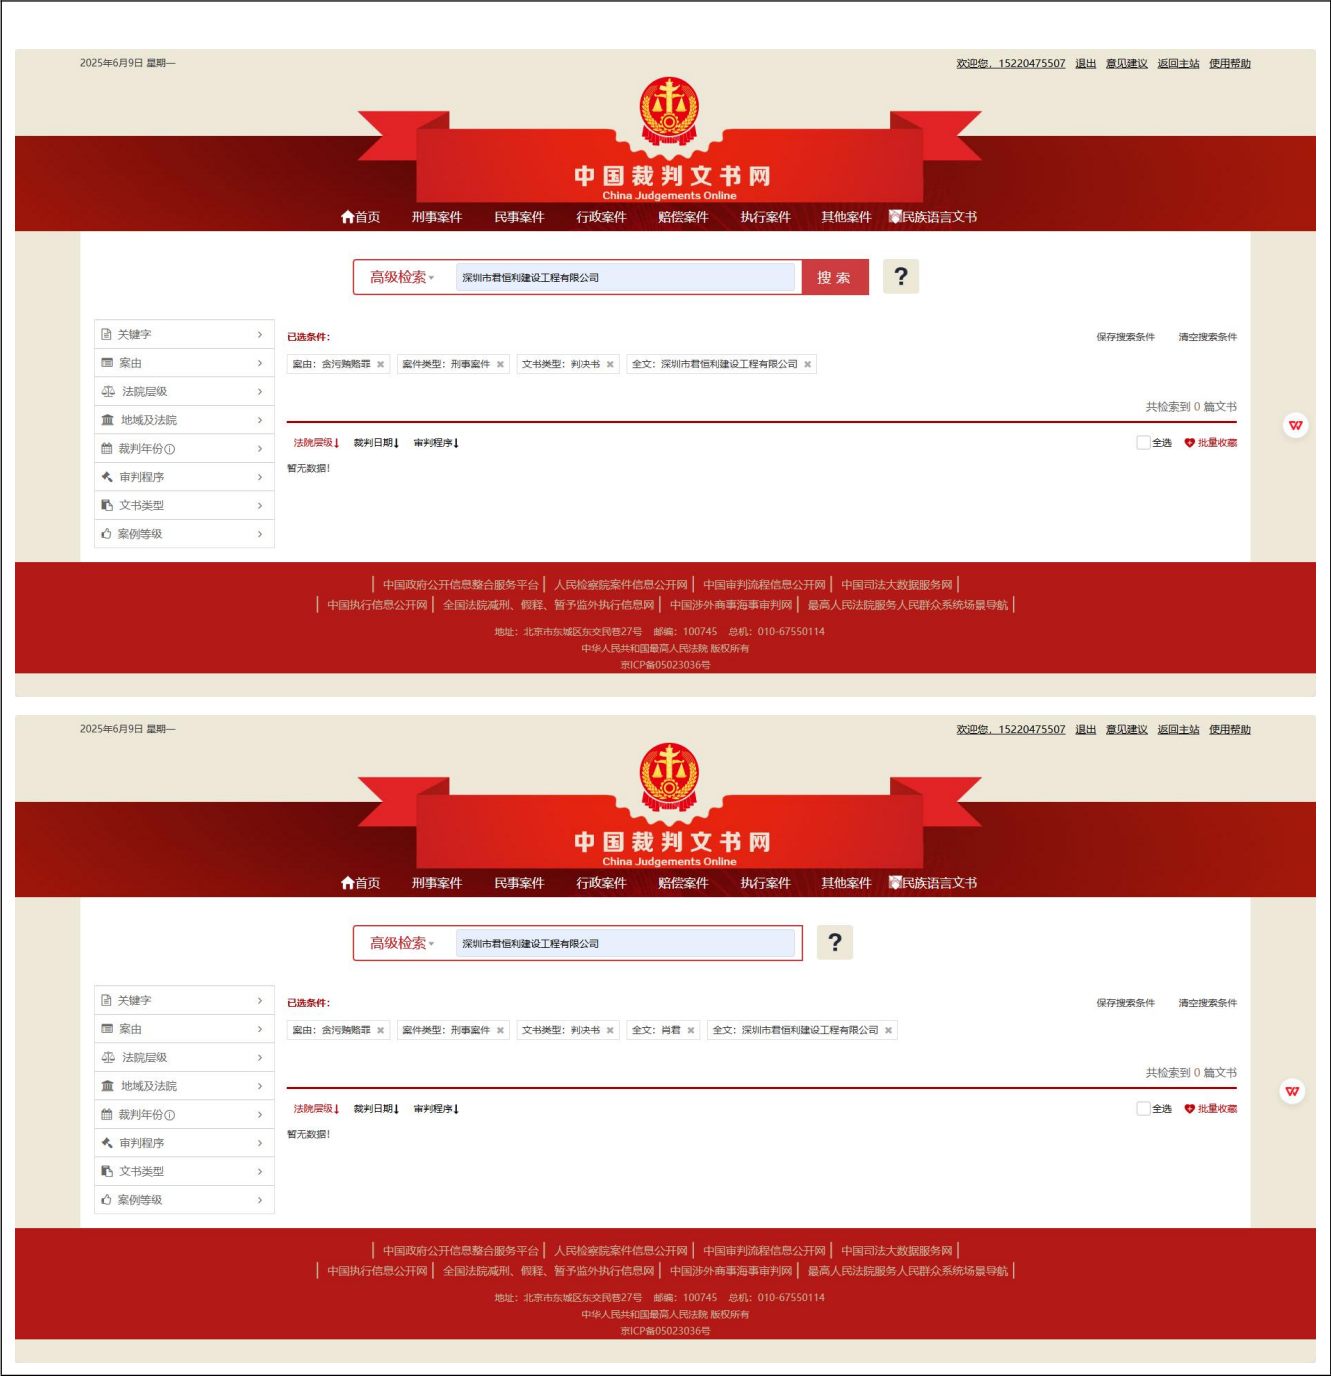 2025年6月9日 星期一
欢迎您，15220475507 退出 意见建议 返回主站 使用帮助
中国裁判文书网
China Judgements Online
首页 刑事案件 民事案件 行政案件 赔偿案件 执行案件 其他案件 民族语言文书
高级检索 深圳市君恒利建设工程有限公司 搜索 ?
关键字
案由
法院层级
地域及法院
裁判年份
审判程序
文书类型
案例等级
已选条件：
保存搜索条件 清空搜索条件
案由：贪污贿赂罪 × 案件类型：刑事案件 × 文书类型：判决书 × 全文：深圳市君恒利建设工程有限公司 ×
共检索到 0 篇文书
法院层级↓ 裁判日期↓ 审判程序↓
全选 批量收藏
暂无数据!
中国政府公开信息整合服务平台| 人民检察院案件信息公开网| 中国审判流程信息公开网| 中国司法大数据服务网|
中国执行信息公开网| 全国法院减刑、假释、暂予监外执行信息网| 中国涉外商事海事审判网| 最高人民法院服务人民群众系统场景导航|
地址：北京市东城区东交民巷27号 邮编：100745 总机：010-67550114
中华人民共和国最高人民法院 版权所有
京ICP备05023036号
2025年6月9日 星期一
欢迎您，15220475507 退出 意见建议 返回主站 使用帮助
中国裁判文书网
China Judgements Online
首页 刑事案件 民事案件 行政案件 赔偿案件 执行案件 其他案件 民族语言文书
高级检索 深圳市君恒利建设工程有限公司 ?
关键字
案由
法院层级
地域及法院
裁判年份
审判程序
文书类型
案例等级
已选条件：
保存搜索条件 清空搜索条件
案由：贪污贿赂罪 × 案件类型：刑事案件 × 文书类型：判决书 × 全文：肖君 × 全文：深圳市君恒利建设工程有限公司 ×
共检索到 0 篇文书
法院层级↓ 裁判日期↓ 审判程序↓
全选 批量收藏
暂无数据!
中国政府公开信息整合服务平台| 人民检察院案件信息公开网| 中国审判流程信息公开网| 中国司法大数据服务网|
中国执行信息公开网| 全国法院减刑、假释、暂予监外执行信息网| 中国涉外商事海事审判网| 最高人民法院服务人民群众系统场景导航|
地址：北京市东城区东交民巷27号 邮编：100745 总机：010-67550114
中华人民共和国最高人民法院 版权所有
京ICP备05023036号